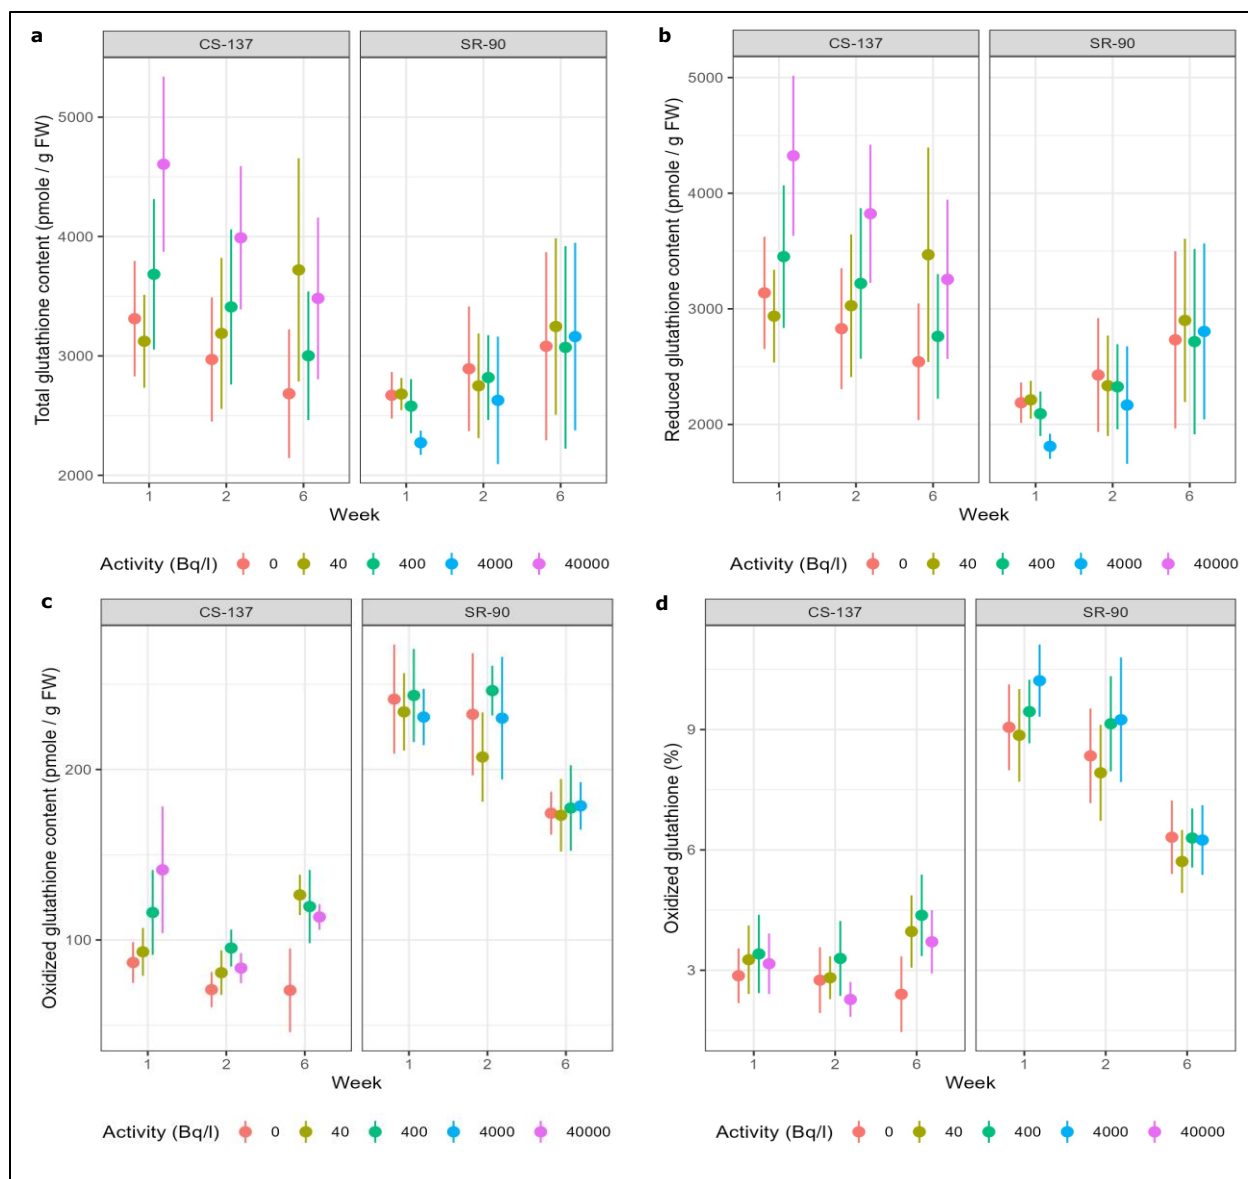 a
CS-137 SR-90
Total glutathione content (pmole / g FW)
5000
4000
3000
2000
1 2 6 1 2 6
Week
Activity (Bq/l) 0 40 400 4000 40000
b
CS-137 SR-90
Reduced glutathione content (pmole / g FW)
5000
4000
3000
2000
1 2 6 1 2 6
Week
Activity (Bq/l) 0 40 400 4000 40000
c
CS-137 SR-90
Oxidized glutathione content (pmole / g FW)
200
100
1 2 6 1 2 6
Week
Activity (Bq/l) 0 40 400 4000 40000
d
CS-137 SR-90
Oxidized glutathione (%)
9
6
3
1 2 6 1 2 6
Week
Activity (Bq/l) 0 40 400 4000 40000